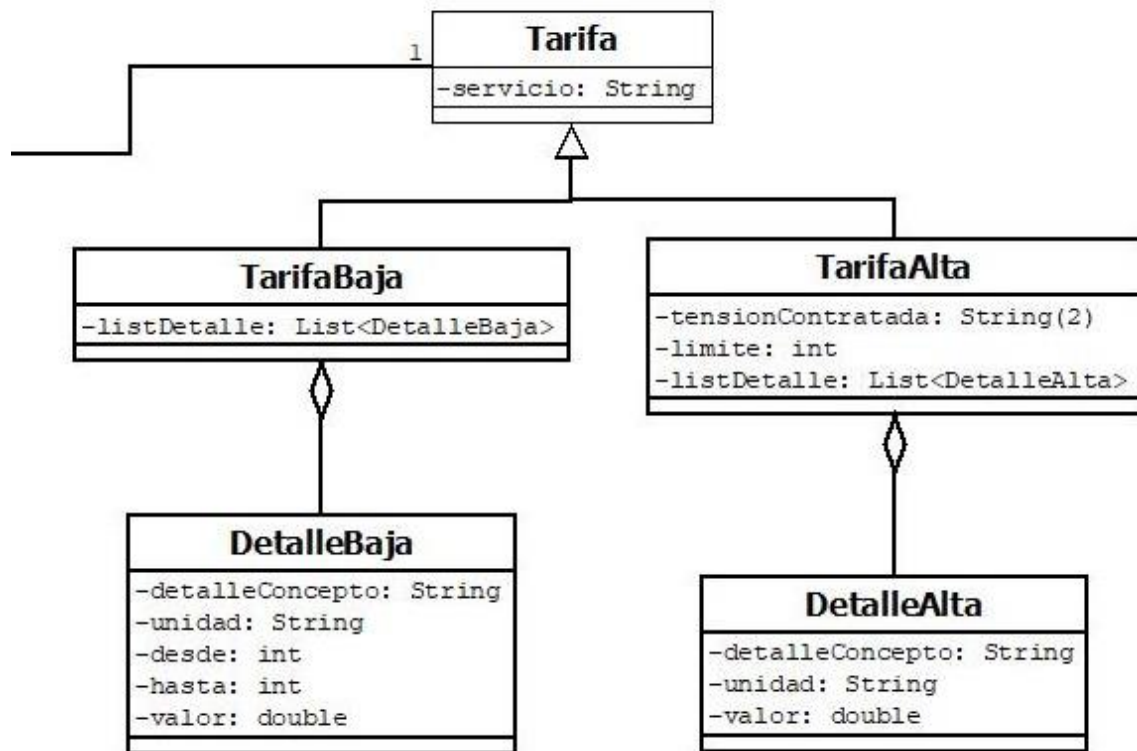 Tarifa
1
-servicio: String
TarifaBaja
-listDetalle: List<DetalleBaja>
TarifaAlta
-tensionContratada: String(2)
-limite: int
-listDetalle: List<DetalleAlta>
DetalleBaja
-detalleConcepto: String
-unidad: String
-desde: int
-hasta: int
-valor: double
DetalleAlta
-detalleConcepto: String
-unidad: String
-valor: double